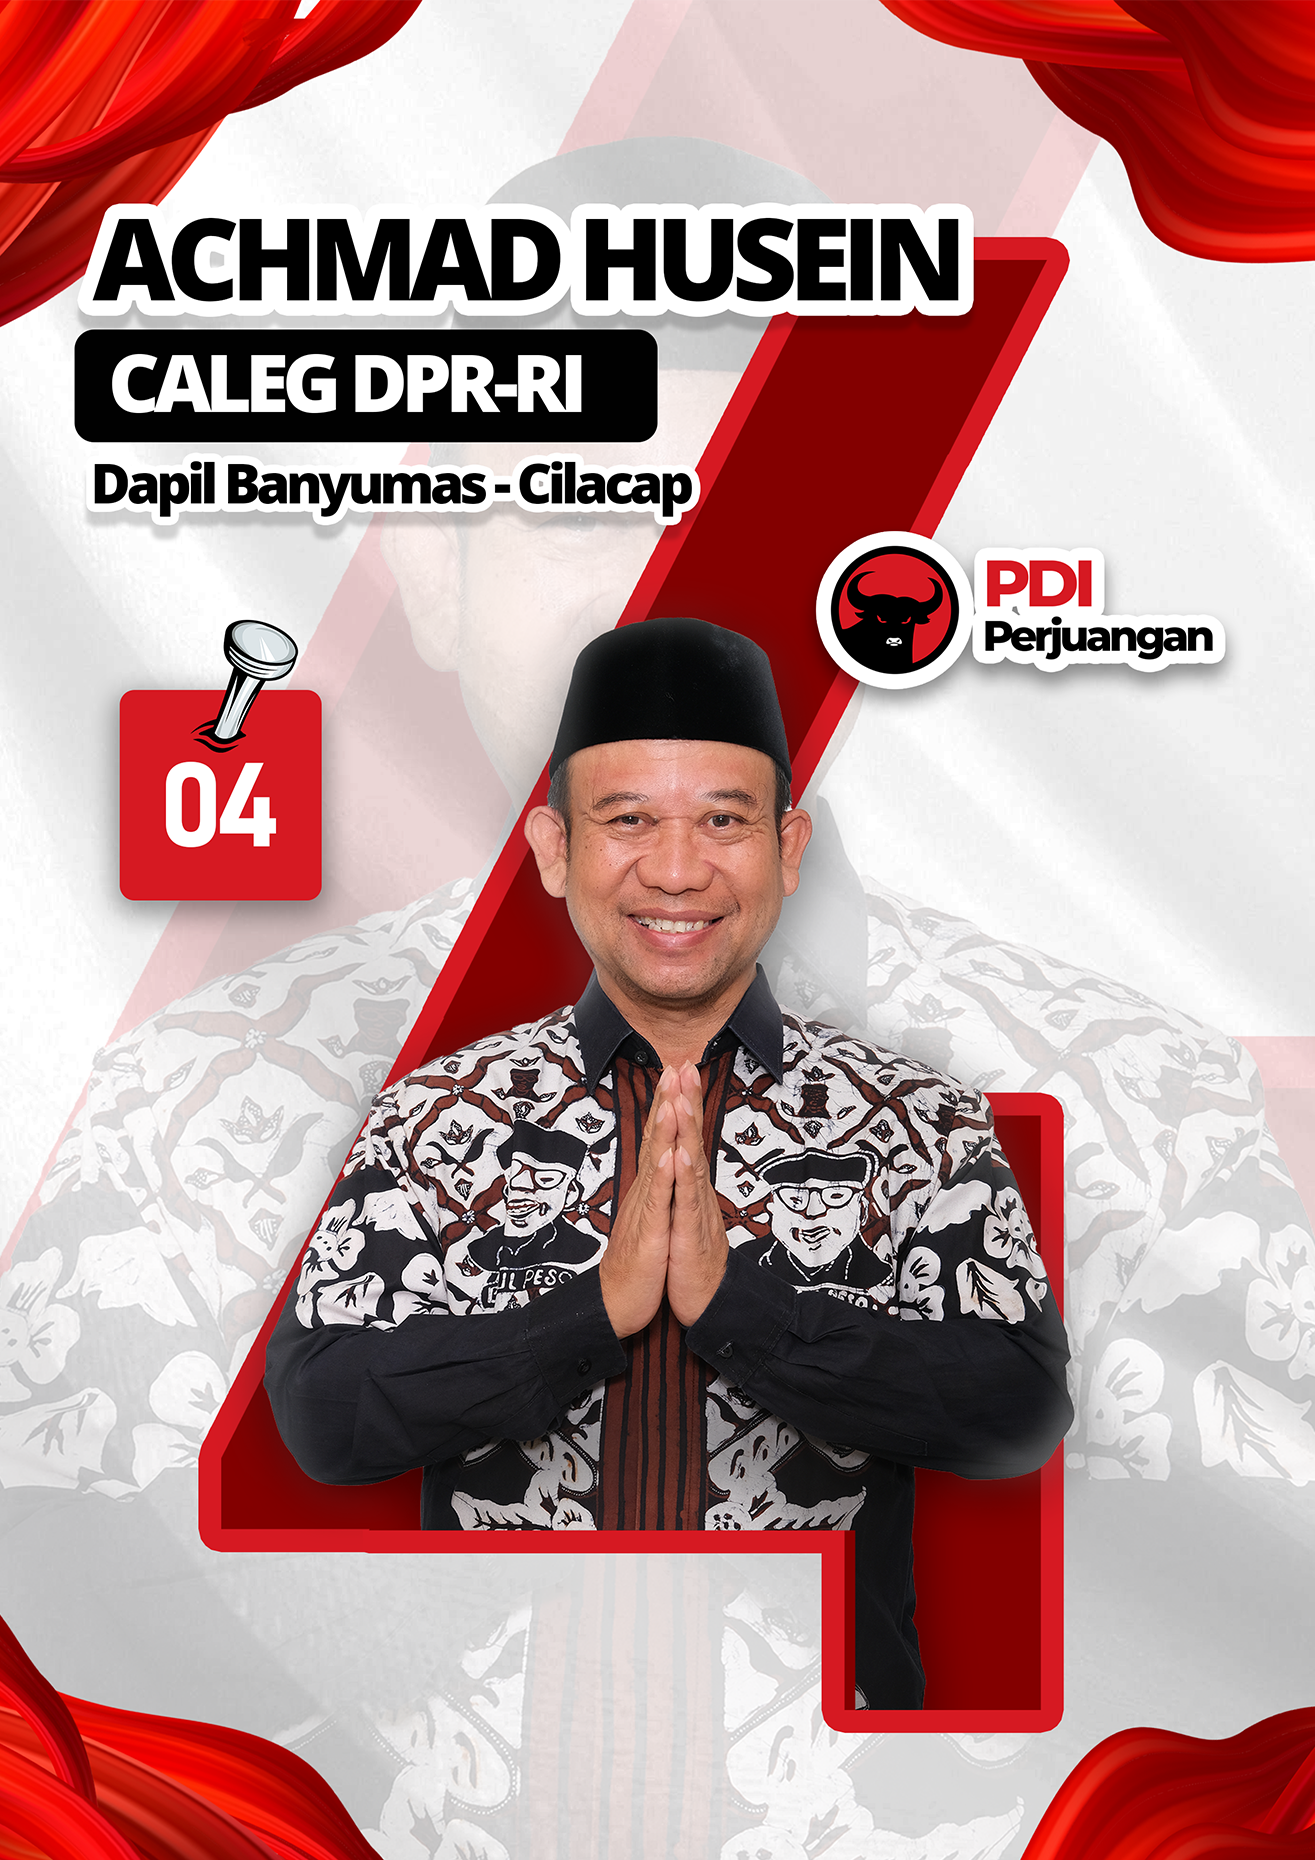 ACHMAD HUSEIN
CALEG DPR-RI
Dapil Banyumas - Cilacap
PDI
Perjuangan
04